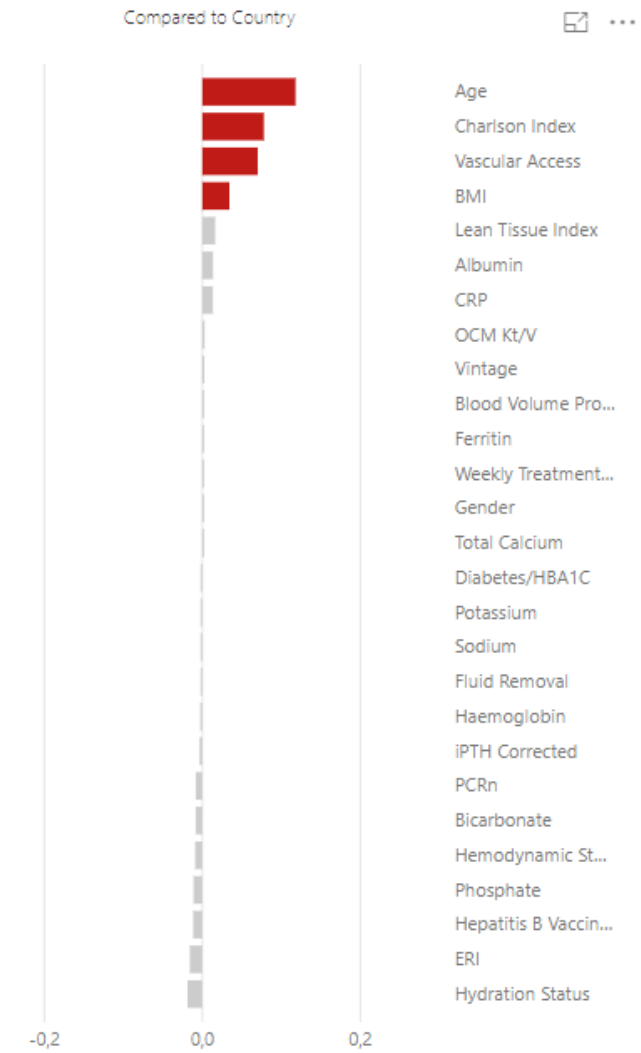 Compared to Country
Age
Charlson Index
Vascular Access
BMI
Lean Tissue Index
Albumin
CRP
OCM Kt/V
Vintage
Blood Volume Pro...
Ferritin
Weekly Treatment...
Gender
Total Calcium
Diabetes/HBA1C
Potassium
Sodium
Fluid Removal
Haemoglobin
iPTH Corrected
PCRn
Bicarbonate
Hemodynamic St...
Phosphate
Hepatitis B Vaccin...
ERI
Hydration Status
-0,2 0,0 0,2